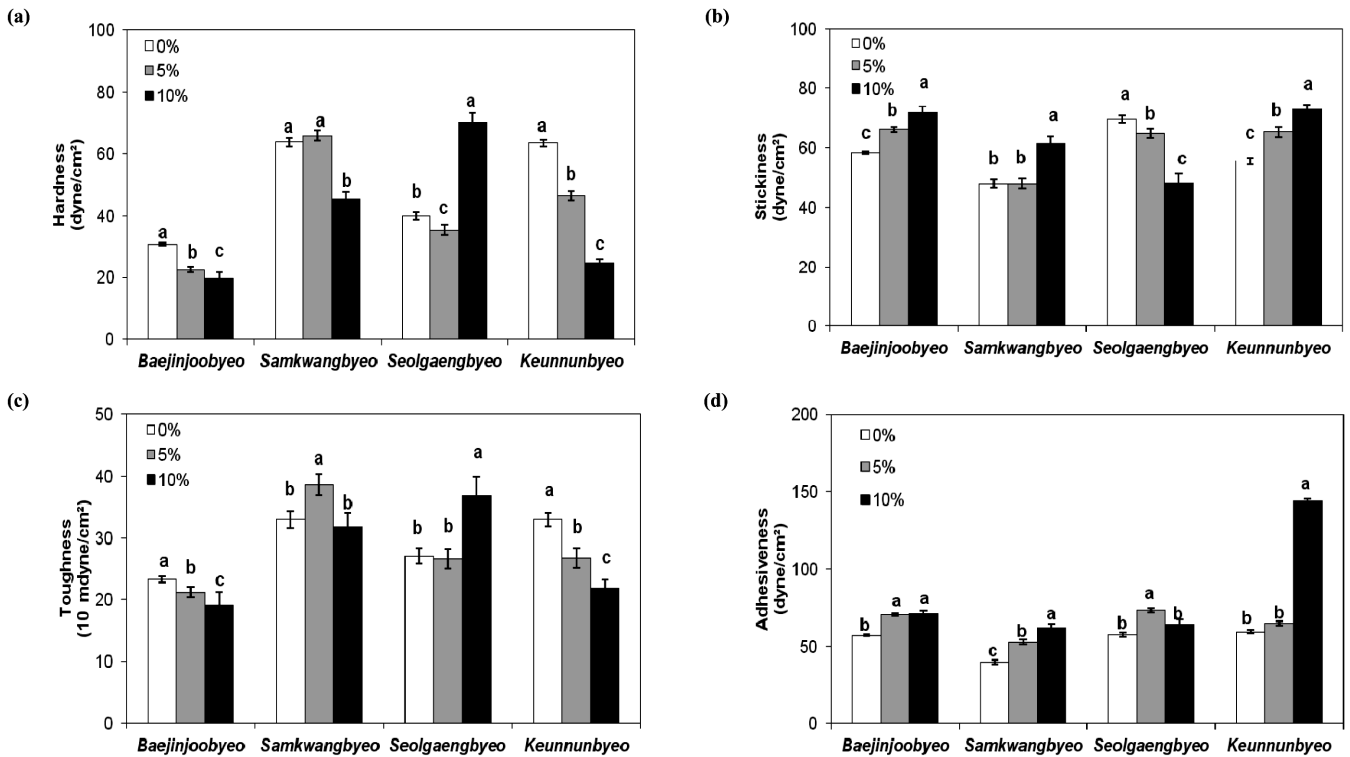 (a)
100
80
60
40
20
0
Hardness
(dyne/cm²)
0%
5%
10%
a
b
c
a
a
b
b
c
a
a
b
c
Baejinjoobyeo Samkwangbyeo Seolgaengbyeo Keunnunbyeo
(b)
100
80
60
40
20
0
Stickiness
(dyne/cm²)
0%
5%
10%
c
b
a
b
b
a
a
b
c
c
b
a
Baejinjoobyeo Samkwangbyeo Seolgaengbyeo Keunnunbyeo
(c)
50
40
30
20
10
0
Toughness
(10 mdyne/cm²)
0%
5%
10%
a
b
c
b
a
b
b
b
a
a
b
c
Baejinjoobyeo Samkwangbyeo Seolgaengbyeo Keunnunbyeo
(d)
200
150
100
50
0
Adhesiveness
(dyne/cm²)
0%
5%
10%
b
a
a
c
b
a
b
a
b
b
b
a
Baejinjoobyeo Samkwangbyeo Seolgaengbyeo Keunnunbyeo